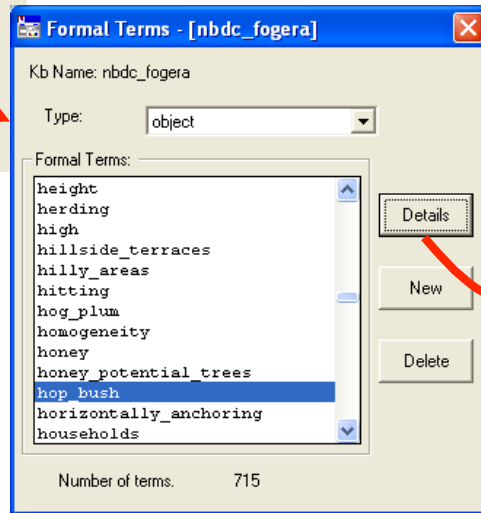 Formal Terms - [nbdc_fogera]
Kb Name: nbdc_fogera
Type: object
Formal Terms:
height
herding
high
hillside_terraces
hilly_areas
hitting
hog_plum
homogeneity
honey
honey_potential_trees
hop_bush
horizontally_anchoring
households
Details
New
Delete
Number of terms. 715